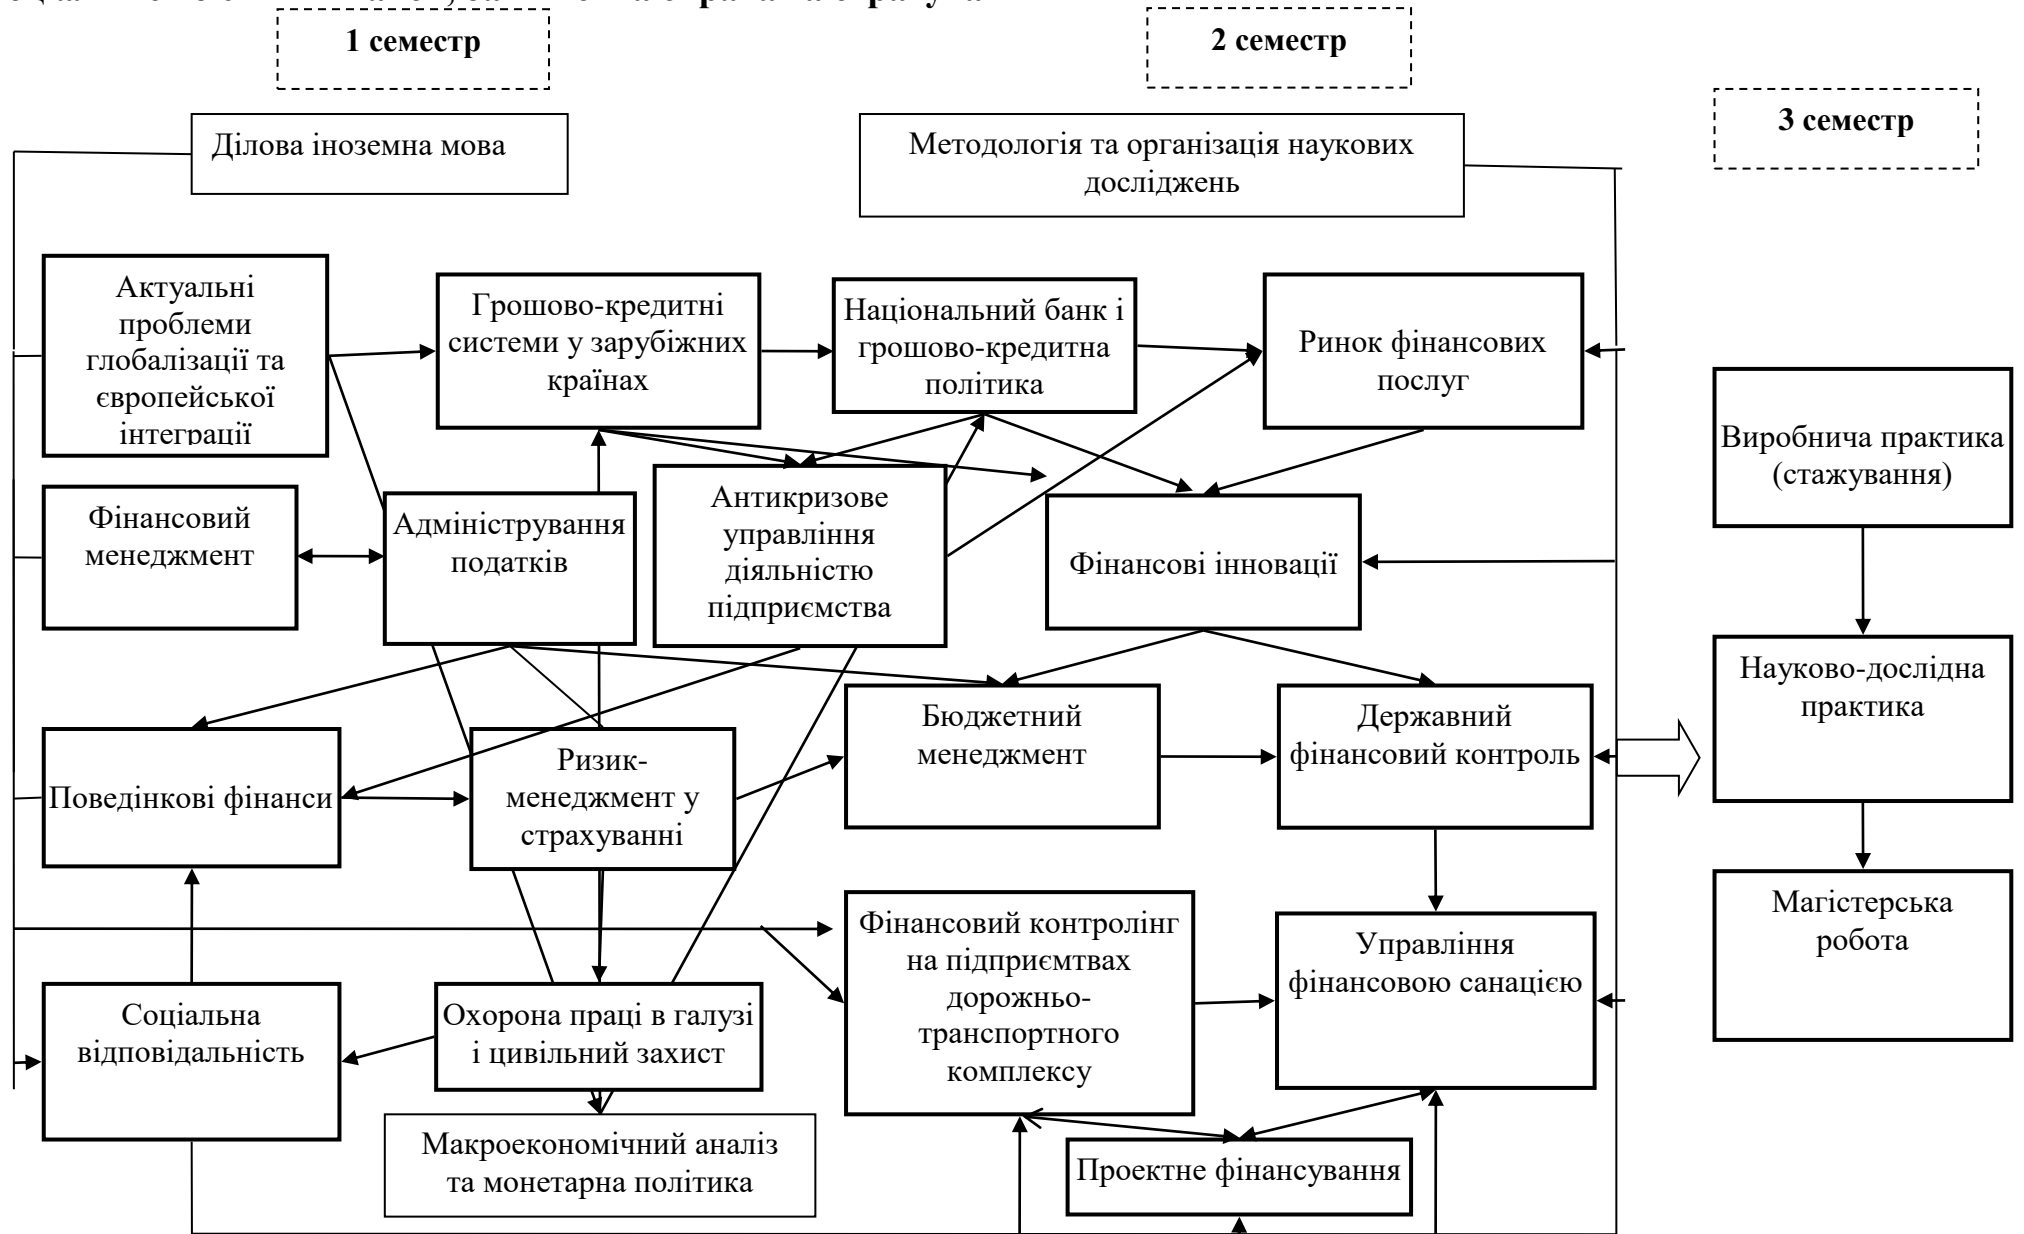 1 семестр
2 семестр
3 семестр
Ділова іноземна мова
Методологія та організація наукових
досліджень
Актуальні
проблеми
глобалізації та
європейської
інтеграції
Грошово-кредитні
системи у зарубіжних
країнах
Національний банк і
грошово-кредитна
політика
Ринок фінансових
послуг
Виробнича практика
(стажування)
Фінансовий
менеджмент
Адміністрування
податків
Антикризове
управління
діяльністю
підприємства
Фінансові інновації
Науково-дослідна
практика
Поведінкові фінанси
Ризик-
менеджмент у
страхуванні
Бюджетний
менеджмент
Державний
фінансовий контроль
Магістерська
робота
Соціальна
відповідальність
Охорона праці в галузі
і цивільний захист
Фінансовий контролінг
на підприємтвах
дорожньо-
транспортного
комплексу
Управління
фінансовою санацією
Макроекономічний аналіз
та монетарна політика
Проектне фінансування